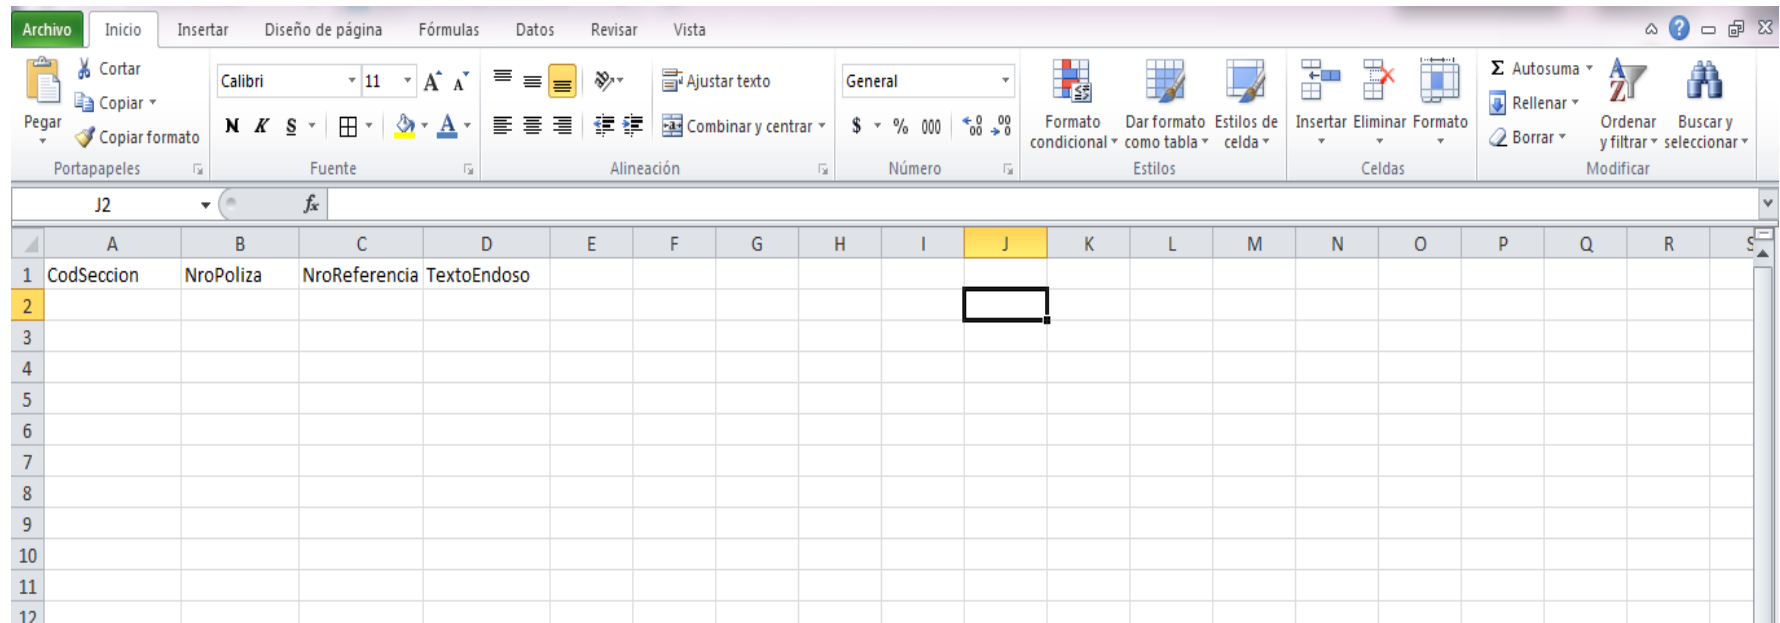 Archivo Inicio Insertar Diseño de página Fórmulas Datos Revisar Vista
Cortar
Copiar
Copiar formato
Pegar
Portapapeles
Calibri 11
N K S
Fuente
Ajustar texto
Combinar y centrar
Alineación
General
$ % 000
Número
Formato condicional
Dar formato como tabla
Estilos de celda
Estilos
Insertar Eliminar Formato
Celdas
Σ Autosuma
Rellenar
Borrar
Ordenar y filtrar
Buscar y seleccionar
Modificar
J2 fx
A B C D E F G H I J K L M N O P Q R S
1 CodSeccion NroPoliza NroReferencia TextoEndoso
2
3
4
5
6
7
8
9
10
11
12